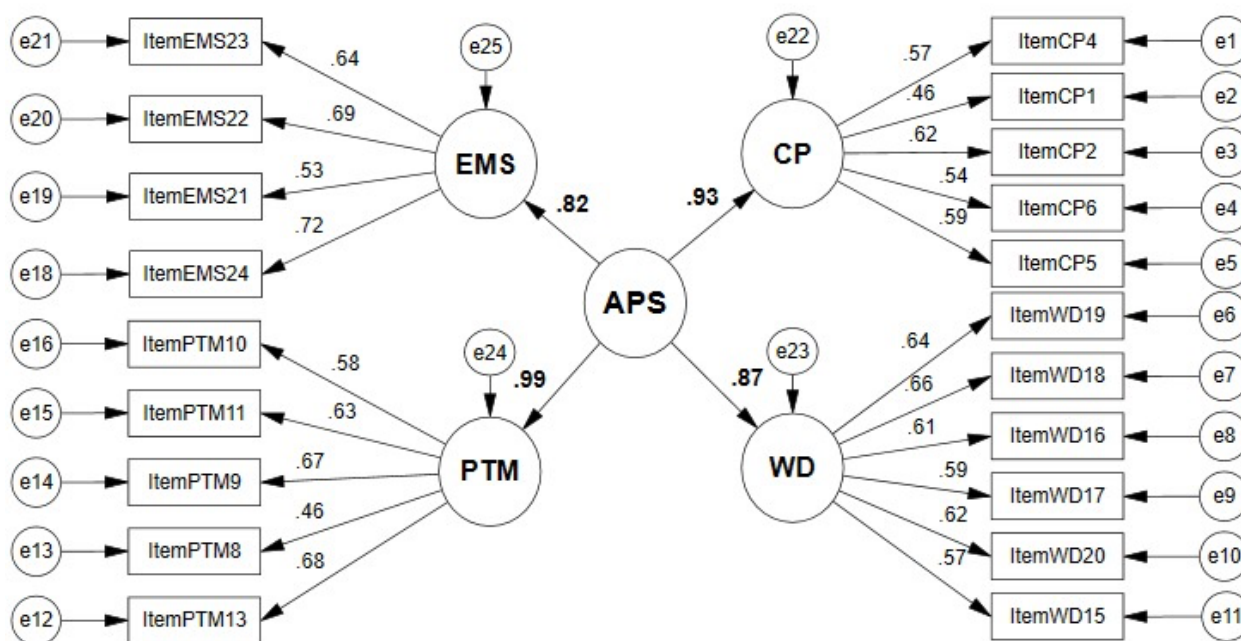 e21
ItemEMS23
.64
e20
ItemEMS22
.69
e19
ItemEMS21
.53
e18
ItemEMS24
.72
e25
EMS
.82
e16
ItemPTM10
.58
e15
ItemPTM11
.63
e14
ItemPTM9
.67
e13
ItemPTM8
.46
e12
ItemPTM13
.68
e24
PTM
.99
APS
e22
CP
.93
.57
ItemCP4
e1
.46
ItemCP1
e2
.62
ItemCP2
e3
.54
ItemCP6
e4
.59
ItemCP5
e5
e23
WD
.87
.64
ItemWD19
e6
.66
ItemWD18
e7
.61
ItemWD16
e8
.59
ItemWD17
e9
.62
ItemWD20
e10
.57
ItemWD15
e11